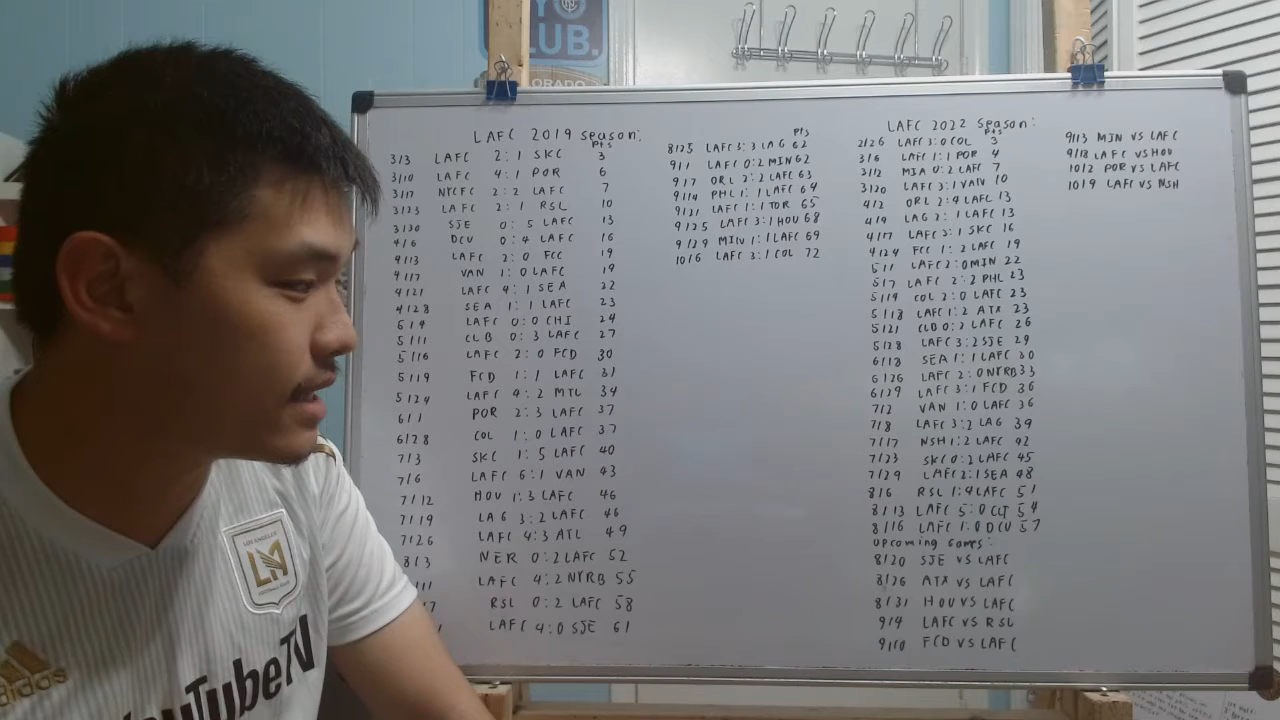 YO
LUB.
ORADO
LAFC 2019 season:
Pts
3/3 LAFC 2:1 SKC 3
3/10 LAFC 4:1 POR 6
3/17 NYCFC 2:2 LAFC 7
3/23 LAFC 2:1 RSL 10
3/30 SJE 0:5 LAFC 13
4/6 DCU 0:4 LAFC 16
4/13 LAFC 2:0 FCC 19
4/17 VAN 1:0 LAFC 19
4/21 LAFC 4:1 SEA 22
4/28 SEA 1:1 LAFC 23
5/4 LAFC 0:0 CHI 24
5/11 CLB 0:3 LAFC 27
5/16 LAFC 2:0 FCD 30
5/19 FCD 1:1 LAFC 31
5/24 LAFC 4:2 MTL 34
6/1 POR 2:3 LAFC 37
6/28 COL 1:0 LAFC 37
7/3 SKC 1:5 LAFC 40
7/6 LAFC 6:1 VAN 43
7/12 HOU 1:3 LAFC 46
7/19 LAG 3:2 LAFC 46
7/26 LAFC 4:3 ATL 49
8/3 NER 0:2 LAFC 52
/11 LAFC 4:2 NYRB 55
7 RSL 0:2 LAFC 58
LAFC 4:0 SJE 61
Pts
8/25 LAFC 3:3 LAG 62
9/1 LAFC 0:2 MIN 62
9/7 ORL 2:2 LAFC 63
9/14 PHL 1:1 LAFC 64
9/21 LAFC 1:1 TOR 65
9/25 LAFC 3:1 HOU 68
9/29 MIN 1:1 LAFC 69
10/6 LAFC 3:1 COL 72
LAFC 2022 season:
Pts
2/26 LAFC 3:0 COL 3
3/6 LAFC 1:1 POR 4
3/12 MIA 0:2 LAFC 7
3/20 LAFC 3:1 VAN 10
4/2 ORL 2:4 LAFC 13
4/9 LAG 2:1 LAFC 13
4/17 LAFC 3:1 SKC 16
4/24 FCC 1:2 LAFC 19
5/1 LAFC 2:0 MIN 22
5/7 LAFC 2:2 PHL 23
5/14 COL 2:0 LAFC 23
5/18 LAFC 1:2 ATX 23
5/21 CLB 0:2 LAFC 26
5/28 LAFC 3:2 SJE 29
6/18 SEA 1:1 LAFC 30
6/26 LAFC 2:0 NYRB 33
6/29 LAFC 3:1 FCD 36
7/2 VAN 1:0 LAFC 36
7/8 LAFC 3:2 LAG 39
7/17 NSH 1:2 LAFC 42
7/23 SKC 0:2 LAFC 45
7/29 LAFC 2:1 SEA 48
8/6 RSL 1:4 LAFC 51
8/13 LAFC 5:0 CLT 54
8/16 LAFC 1:0 DCU 57
Upcoming Games:
8/20 SJE VS LAFC
8/26 ATX VS LAFC
8/31 HOU VS LAFC
9/4 LAFC VS RSL
9/10 FCD VS LAFC
9/13 MIN VS LAFC
9/18 LAFC VS HOU
10/2 POR VS LAFC
10/9 LAFC VS NSH
LOS ANGELES
LA
FOOTBALL CLUB
adidas
YouTubeTV